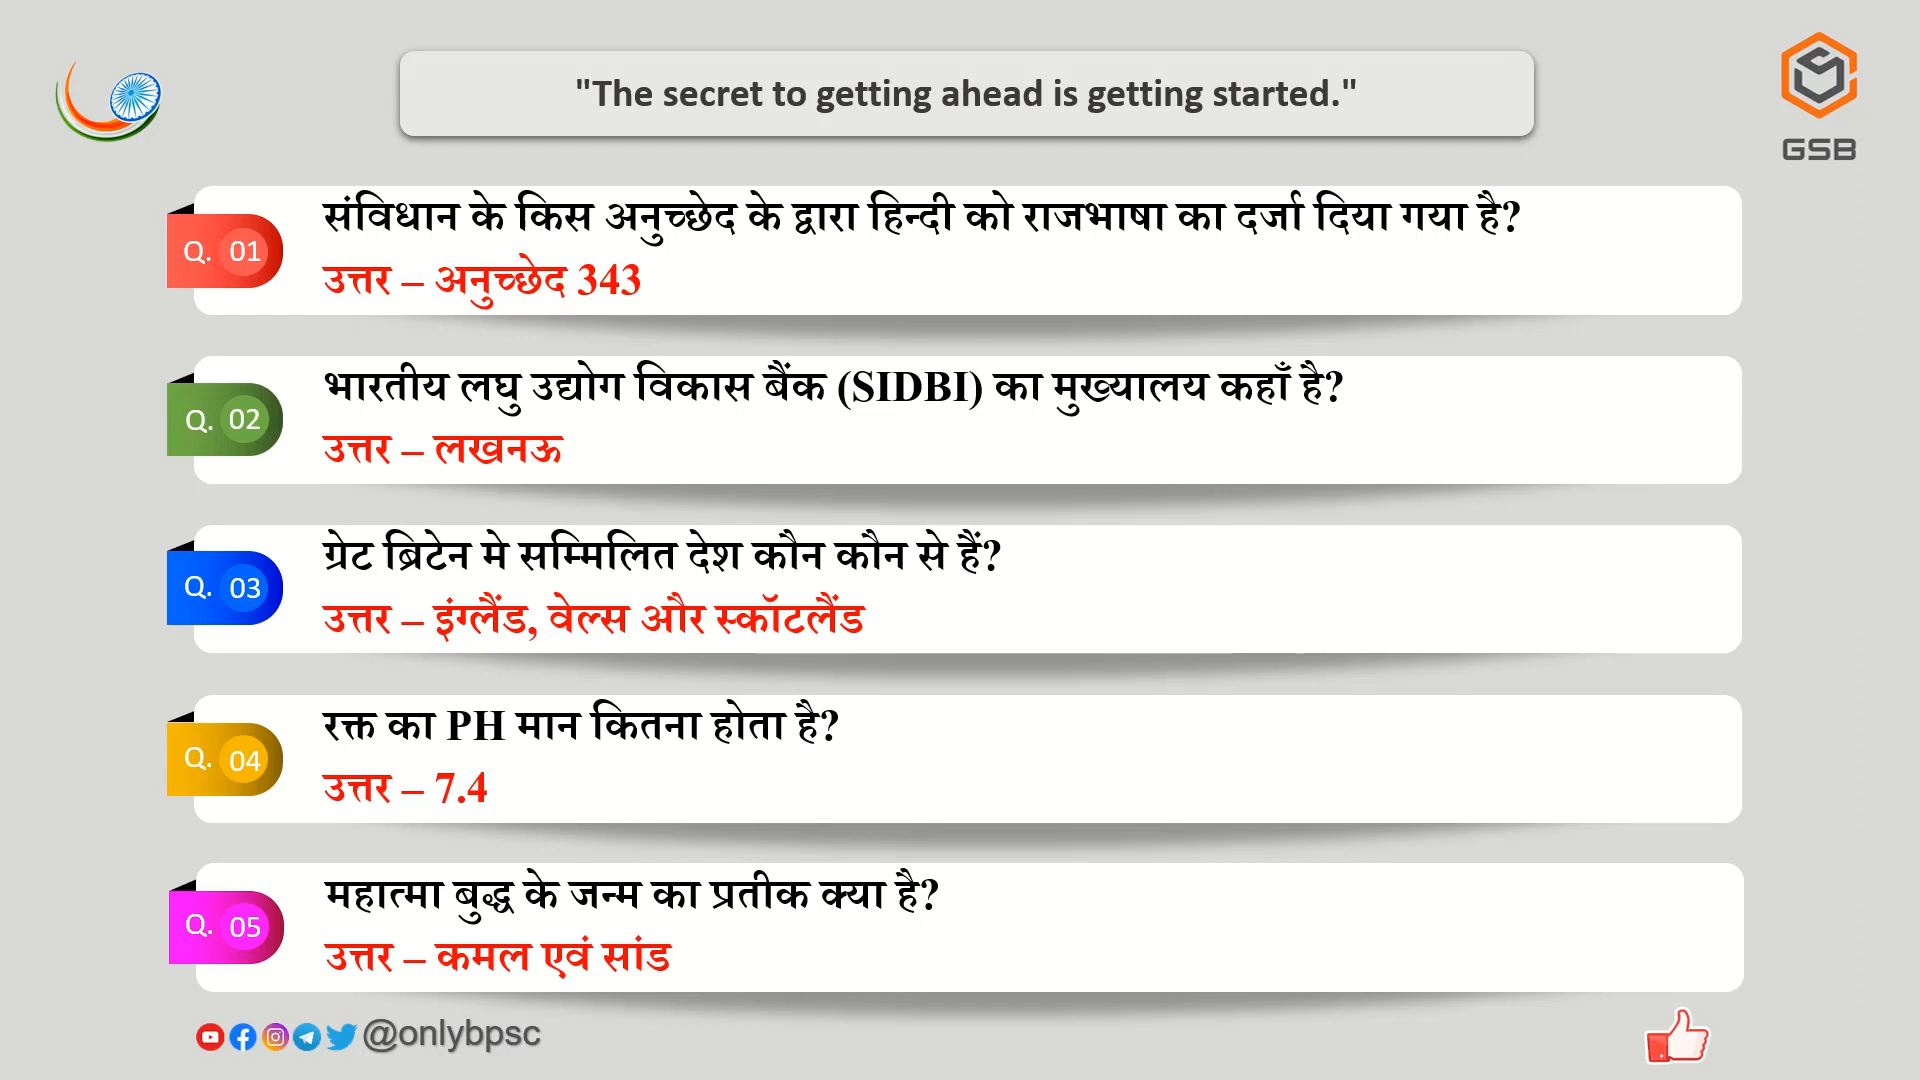 "The secret to getting ahead is getting started."
GSB
Q. 01
संविधान के किस अनुच्छेद के द्वारा हिन्दी को राजभाषा का दर्जा दिया गया है?
उत्तर – अनुच्छेद 343
Q. 02
भारतीय लघु उद्योग विकास बैंक (SIDBI) का मुख्यालय कहाँ है?
उत्तर – लखनऊ
Q. 03
ग्रेट ब्रिटेन मे सम्मिलित देश कौन कौन से हैं?
उत्तर – इंग्लैंड, वेल्स और स्कॉटलैंड
Q. 04
रक्त का PH मान कितना होता है?
उत्तर – 7.4
Q. 05
महात्मा बुद्ध के जन्म का प्रतीक क्या है?
उत्तर – कमल एवं सांड
@onlybpsc